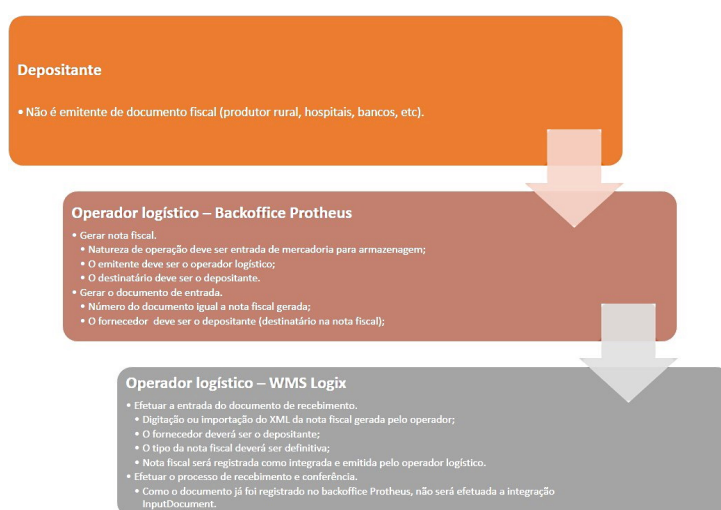 Depositante
• Não é emitente de documento fiscal (produtor rural, hospitais, bancos, etc).
Operador logístico – Backoffice Protheus
• Gerar nota fiscal.
• Natureza de operação deve ser entrada de mercadoria para armazenagem;
• O emitente deve ser o operador logístico;
• O destinatário deve ser o depositante.
• Gerar o documento de entrada.
• Número do documento igual a nota fiscal gerada;
• O fornecedor deve ser o depositante (destinatário na nota fiscal);
Operador logístico – WMS Logix
• Efetuar a entrada do documento de recebimento.
• Digitação ou importação do XML da nota fiscal gerada pelo operador;
• O fornecedor deverá ser o depositante;
• O tipo da nota fiscal deverá ser definitiva;
• Nota fiscal será registrada como integrada e emitida pelo operador logístico.
• Efetuar o processo de recebimento e conferência.
• Como o documento já foi registrado no backoffice Protheus, não será efetuada a integração
InputDocument.